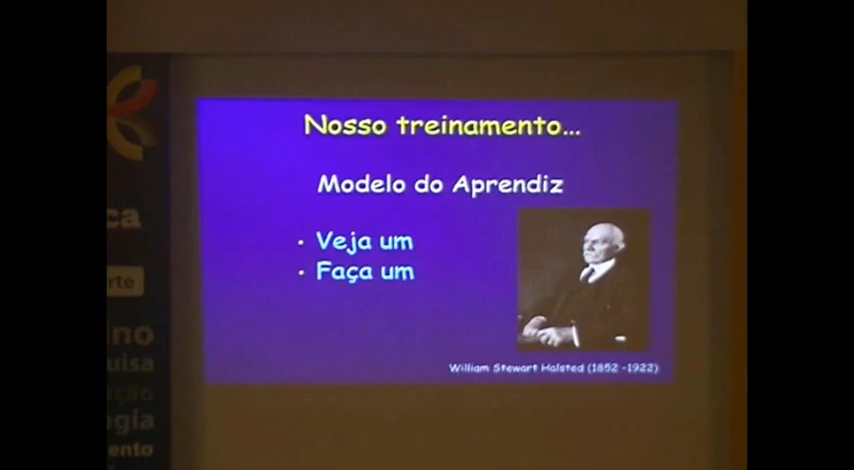 Nosso treinamento...
Modelo do Aprendiz
• Veja um
• Faça um
William Stewart Halsted (1852 -1922)
ca
rte
ino
uisa
ção
gia
ento